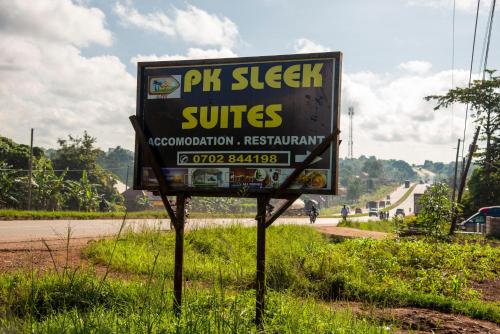 PK SLEEK
SUITES
ACCOMODATION . RESTAURANT
0702 844198